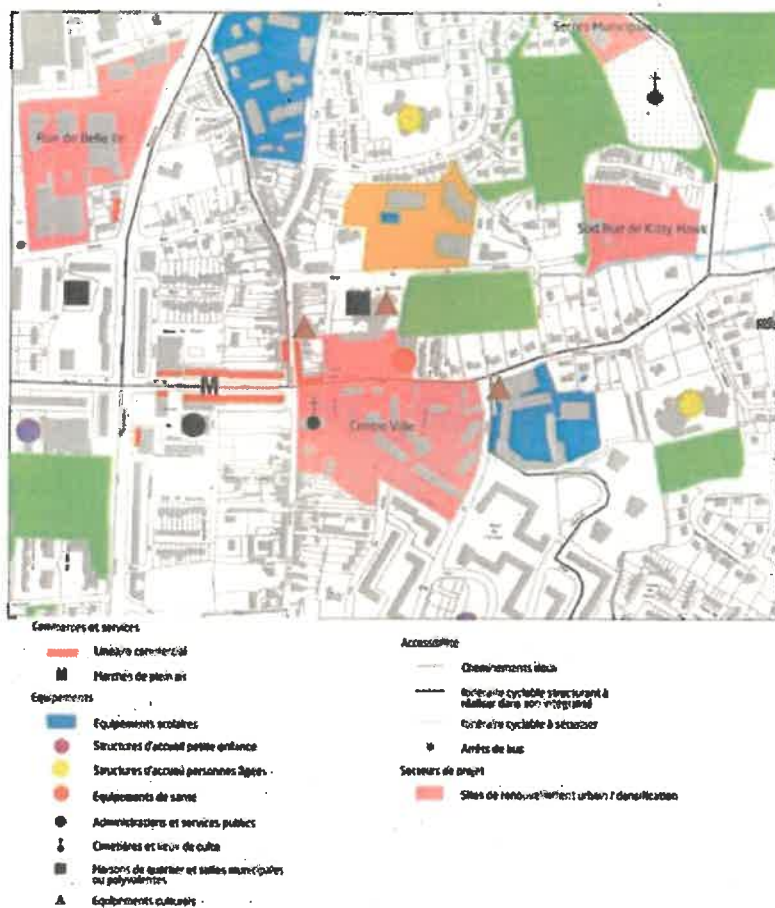 Serres Municipales
Rue de Belle Ile
Sud Rue de Kitty Hawk
M
Centre Ville
Commerces et services
Linéaire commercial
M Marchés de plein air
Equipements
Equipements scolaires
Structures d'accueil petite enfance
Structures d'accueil personnes âgées
Equipements de santé
Administrations et services publics
Cimetières et lieux de culte
Maisons de quartier et salles municipales
ou polyvalentes
Equipements culturels
Accessibilité
Cheminements doux
Itinéraire cyclable structurant à
réaliser dans son intégralité
Itinéraire cyclable à sécuriser
Arrêts de bus
Secteurs de projet
Sites de renouvellement urbain / densification